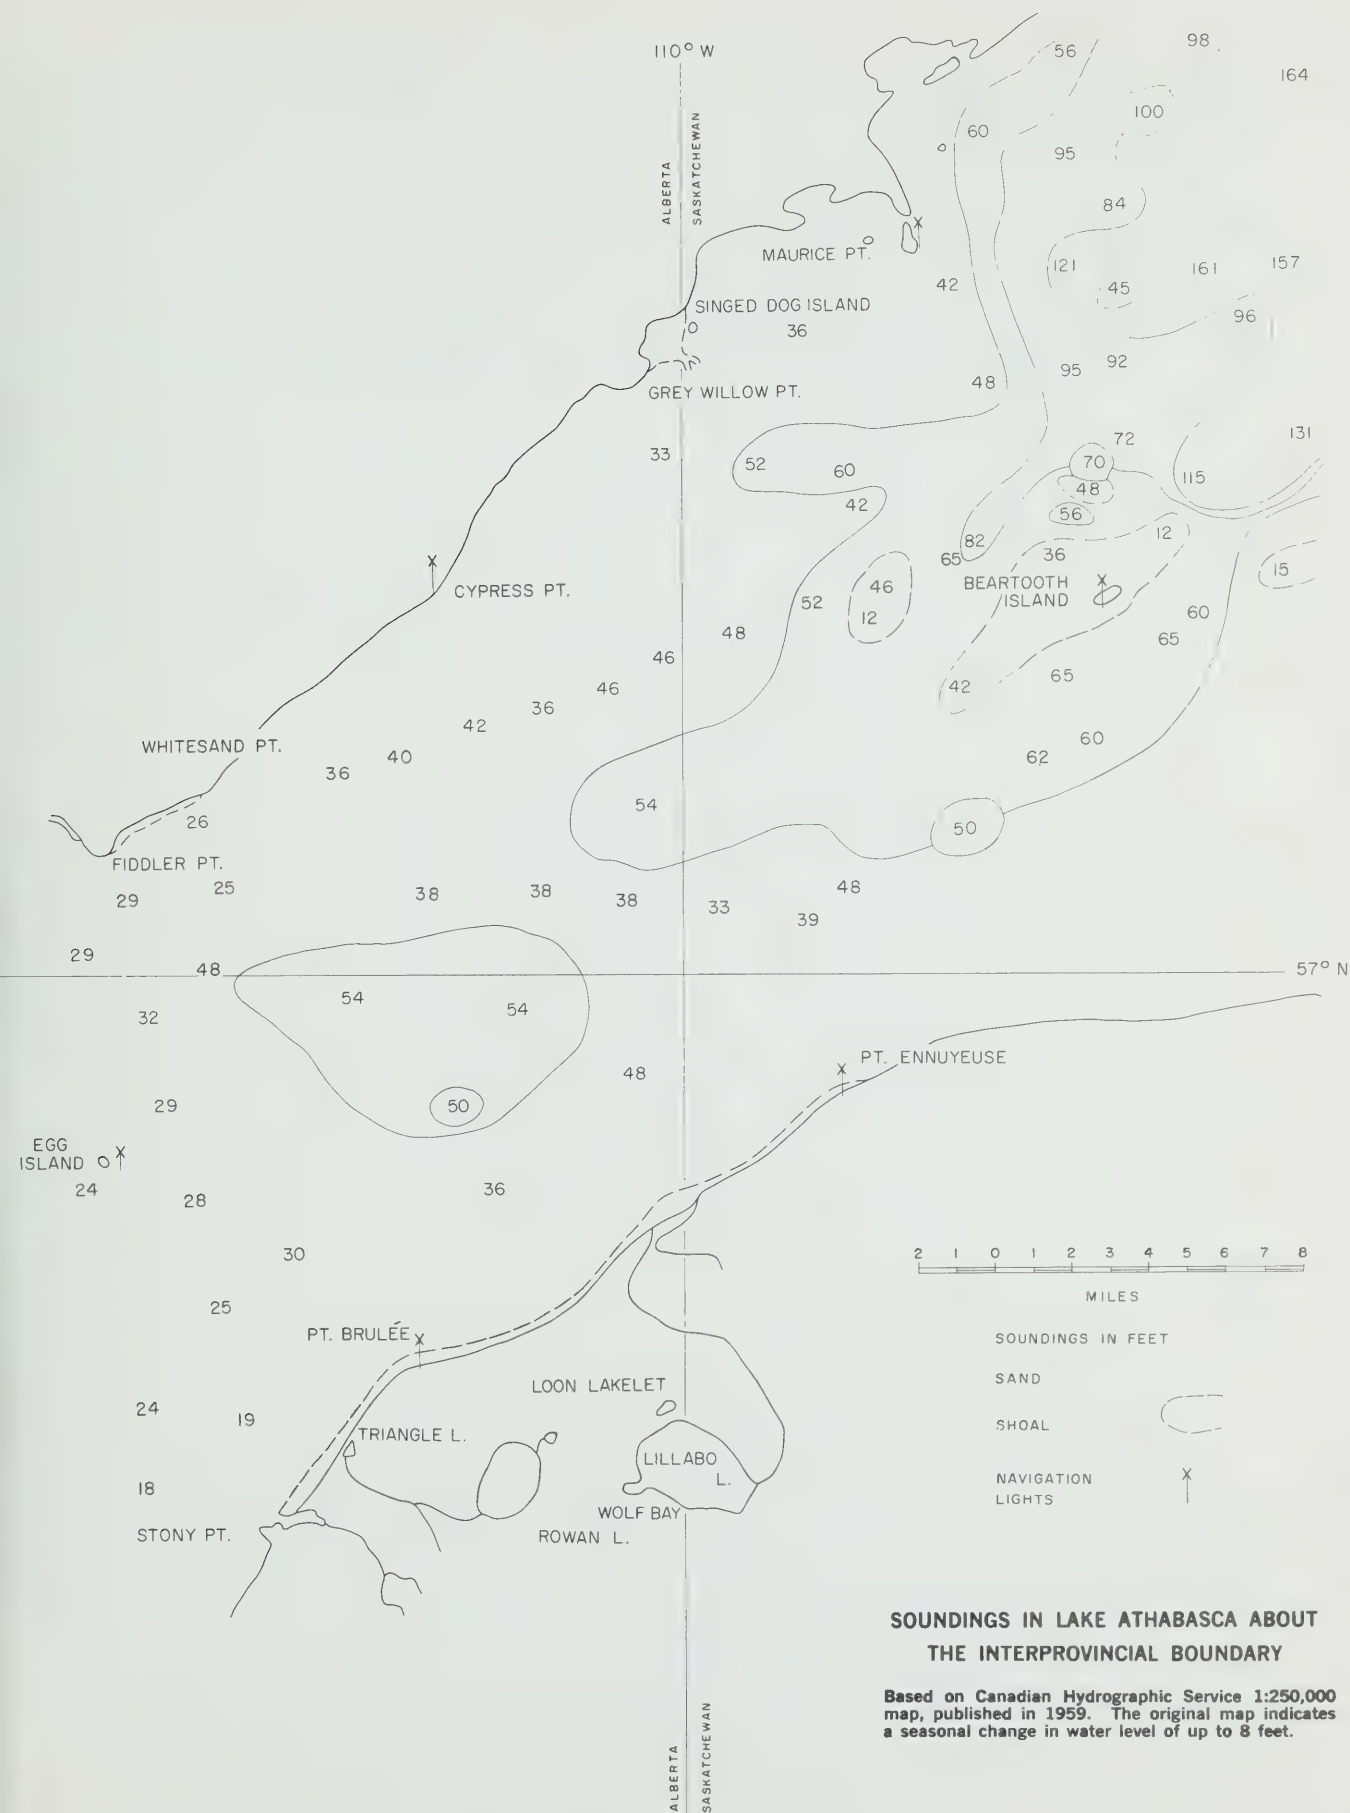 110° W
56
98
164
100
60
95
ALBERTA
SASKATCHEWAN
84
MAURICE PT.
121
161
157
42
45
SINGED DOG ISLAND
36
96
95
92
48
GREY WILLOW PT.
33
52
60
72
131
70
115
48
42
56
12
82
65
36
15
BEARTOOTH
ISLAND
46
CYPRESS PT.
52
12
60
48
65
46
65
46
42
36
42
60
WHITESAND PT.
40
62
36
54
26
50
FIDDLER PT.
25
29
38
38
38
48
33
39
29
48
57° N
54
54
32
PT. ENNUYEUSE
48
29
50
EGG
ISLAND
24
28
36
30
2 1 0 1 2 3 4 5 6 7 8
MILES
25
PT. BRULÉE
SOUNDINGS IN FEET
SAND
LOON LAKELET
24
19
SHOAL
TRIANGLE L.
LILLABO
L.
18
NAVIGATION
LIGHTS
WOLF BAY
STONY PT.
ROWAN L.
SOUNDINGS IN LAKE ATHABASCA ABOUT
THE INTERPROVINCIAL BOUNDARY
Based on Canadian Hydrographic Service 1:250,000
map, published in 1959. The original map indicates
a seasonal change in water level of up to 8 feet.
ALBERTA
SASKATCHEWAN